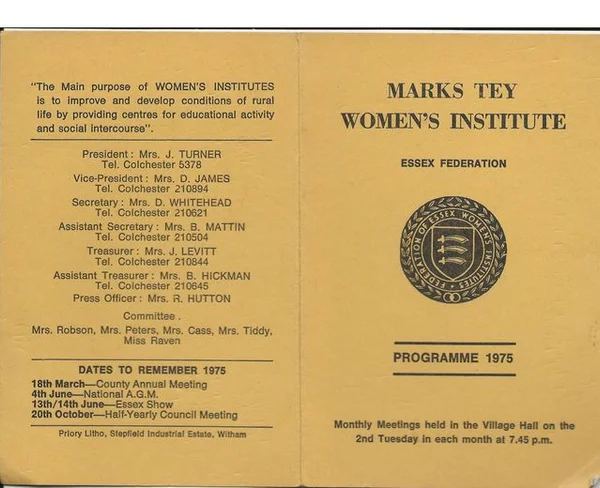 "The Main purpose of WOMEN'S INSTITUTES
is to improve and develop conditions of rural
life by providing centres for educational activity
and social intercourse".
President : Mrs. J. TURNER
Tel. Colchester 5378
Vice-President : Mrs. D. JAMES
Tel. Colchester 210894
Secretary : Mrs. D. WHITEHEAD
Tel. Colchester 210621
Assistant Secretary : Mrs. B. MATTIN
Tel. Colchester 210504
Treasurer : Mrs. J. LEVITT
Tel. Colchester 210844
Assistant Treasurer : Mrs. B. HICKMAN
Tel. Colchester 210645
Press Officer : Mrs. R. HUTTON
Committee .
Mrs. Robson, Mrs. Peters, Mrs. Cass, Mrs. Tiddy,
Miss Raven
DATES TO REMEMBER 1975
18th March—County Annual Meeting
4th June—National A.G.M.
13th/14th June—Essex Show
20th October—Half-Yearly Council Meeting
Priory Litho, Stepfield Industrial Estate, Witham
MARKS TEY
WOMEN'S INSTITUTE
ESSEX FEDERATION
FEDERATION OF ESSEX WOMEN'S INSTITUTES
PROGRAMME 1975
Monthly Meetings held in the Village Hall on the
2nd Tuesday in each month at 7.45 p.m.